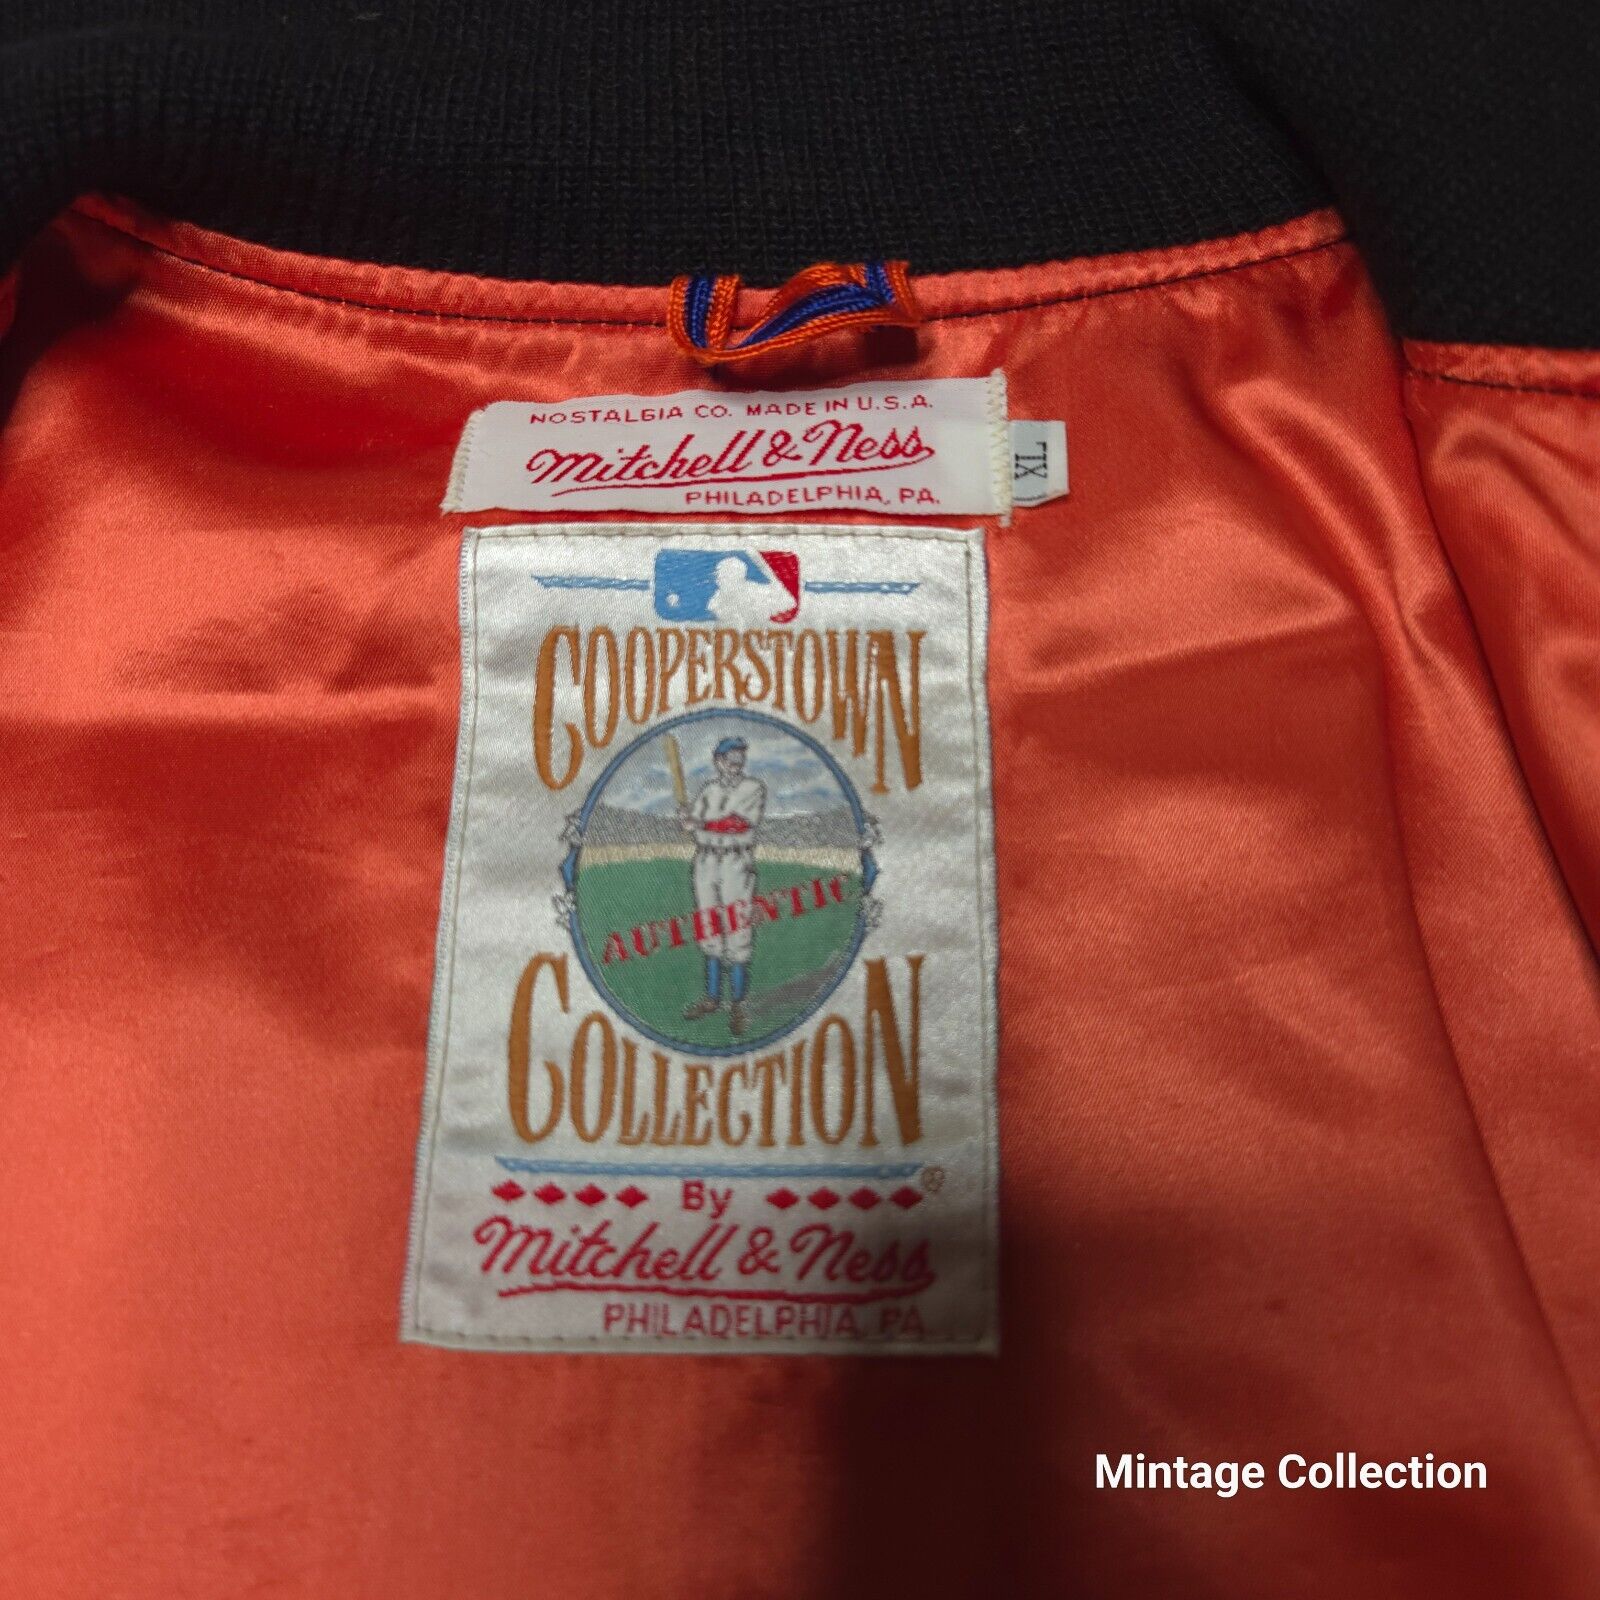 NOSTALGIA CO. MADE IN U.S.A.
Mitchell & Ness
PHILADELPHIA, PA.
XL
COOPERSTOWN
AUTHENTIC
COLLECTION
®
By
Mitchell & Ness
PHILADELPHIA, PA
Mintage Collection